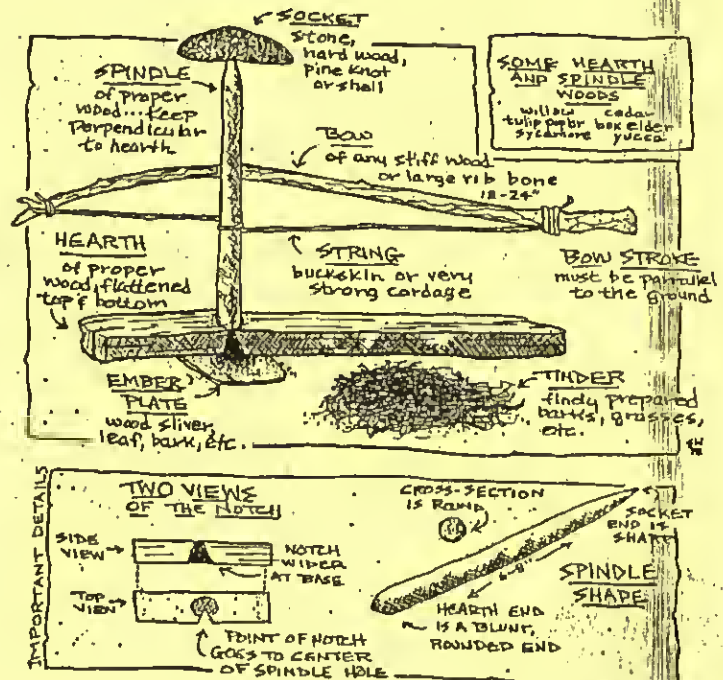 SOCKET
stone,
hard wood,
pine knot
or shell
SPINDLE
of proper
wood...keep
perpendicular
to hearth
BOW
of any stiff wood
or large rib bone
18-24"
SOME HEARTH
AND SPINDLE
WOODS
willow cedar
tulip poplar box elder
sycamore yucca
HEARTH
of proper
wood, flattened
top & bottom
STRING
buckskin or very
strong cordage
BOW STROKE
must be parallel
to the ground
EMBER
PLATE
wood sliver,
leaf, bark, etc.
TINDER
finely prepared
barks, grasses,
etc.
IMPORTANT DETAILS
TWO VIEWS
OF THE NOTCH
SIDE
VIEW
NOTCH
WIDER
AT BASE
TOP
VIEW
POINT OF NOTCH
GOES TO CENTER
OF SPINDLE HOLE
CROSS-SECTION
IS ROUND
SOCKET
END IS
SHARP
6-8"
SPINDLE
SHAPE
HEARTH END
IS A BLUNT,
ROUNDED END